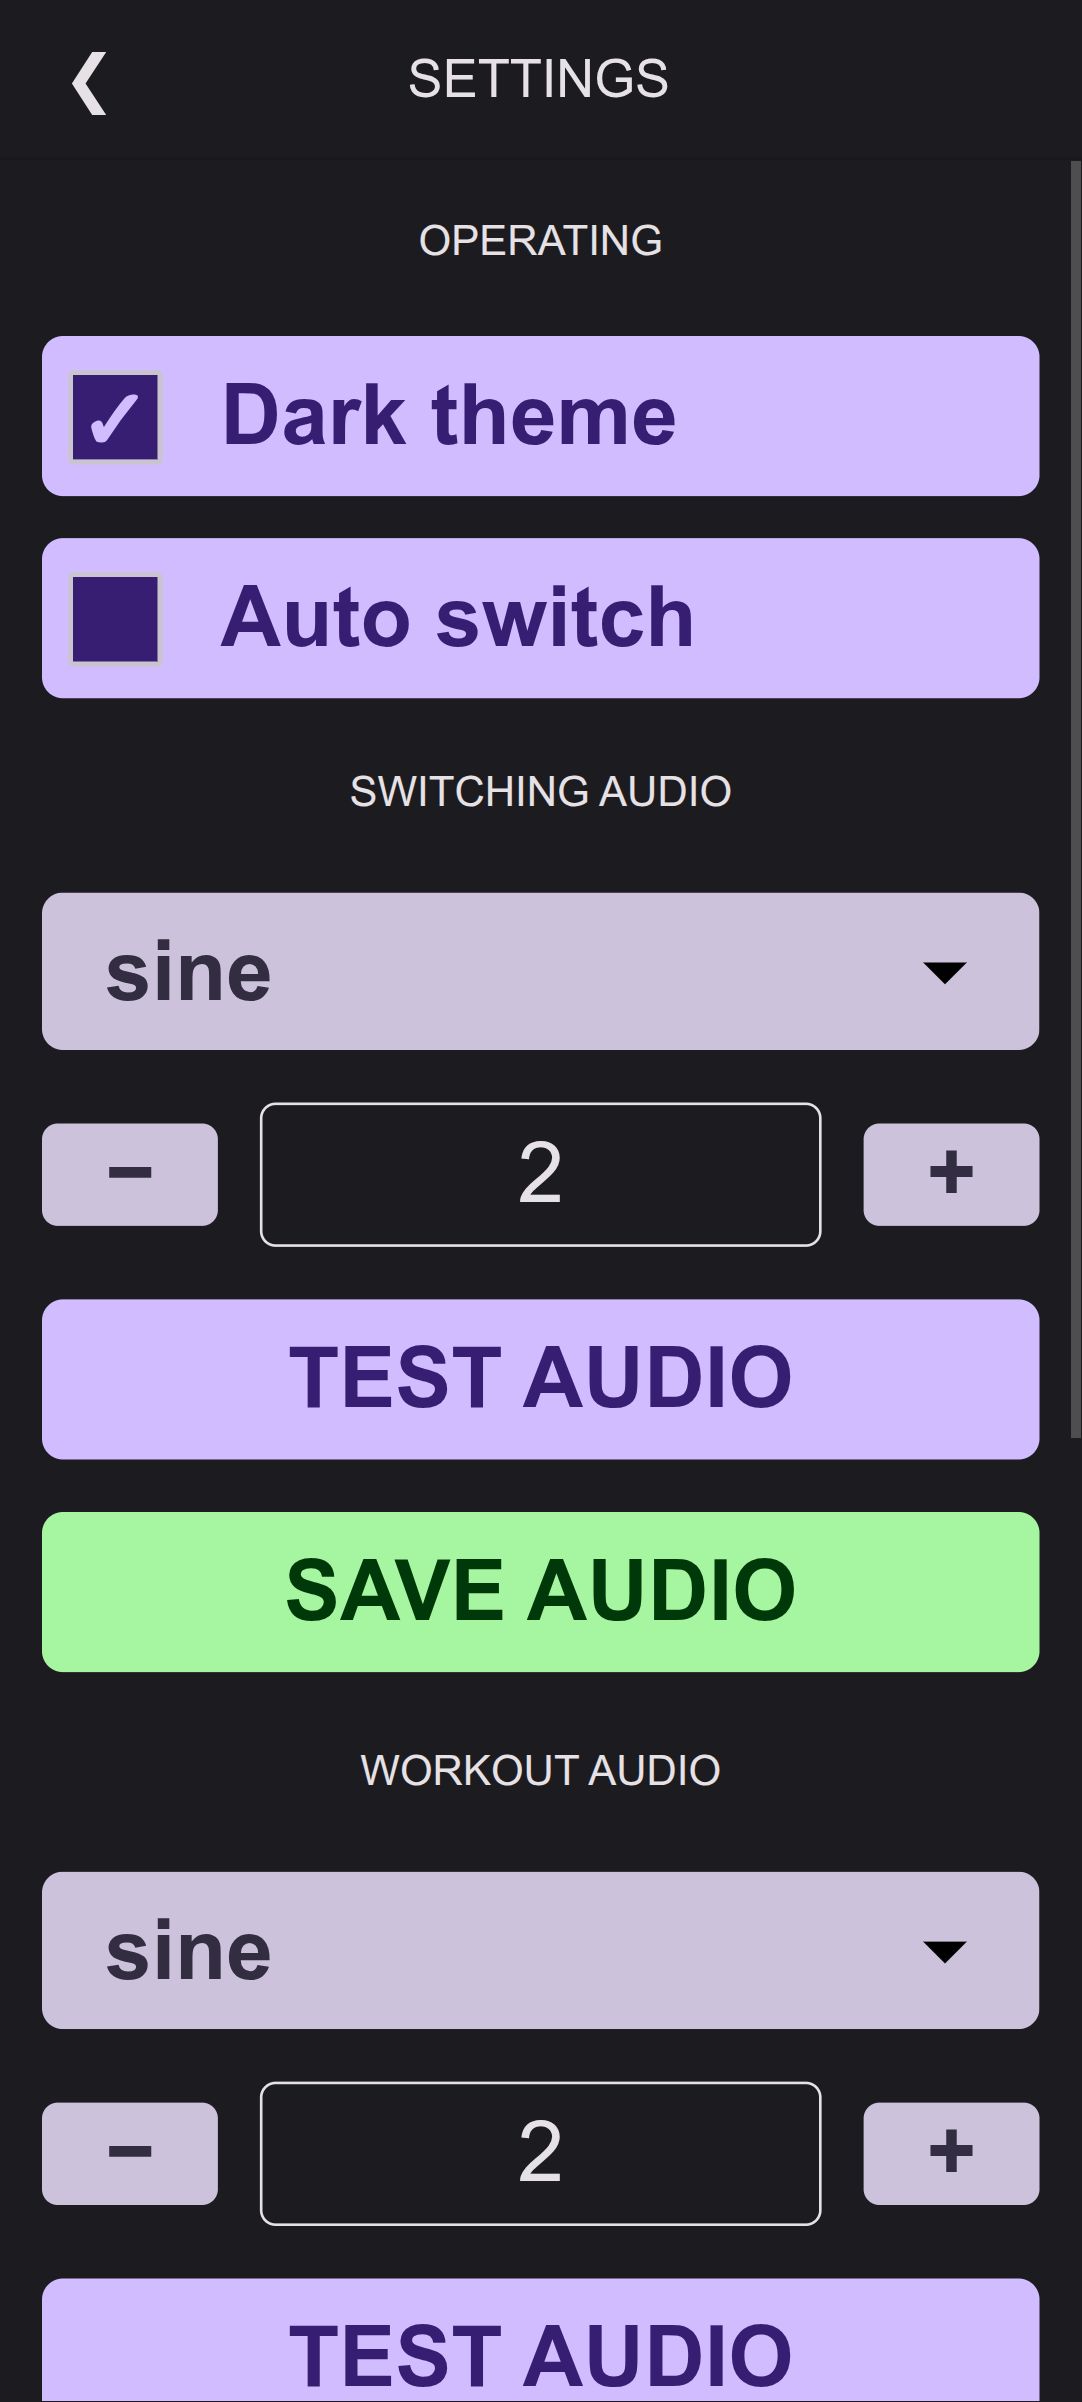 ❮ SETTINGS
OPERATING
✓ Dark theme
Auto switch
SWITCHING AUDIO
sine
− 2 +
TEST AUDIO
SAVE AUDIO
WORKOUT AUDIO
sine
− 2 +
TEST AUDIO